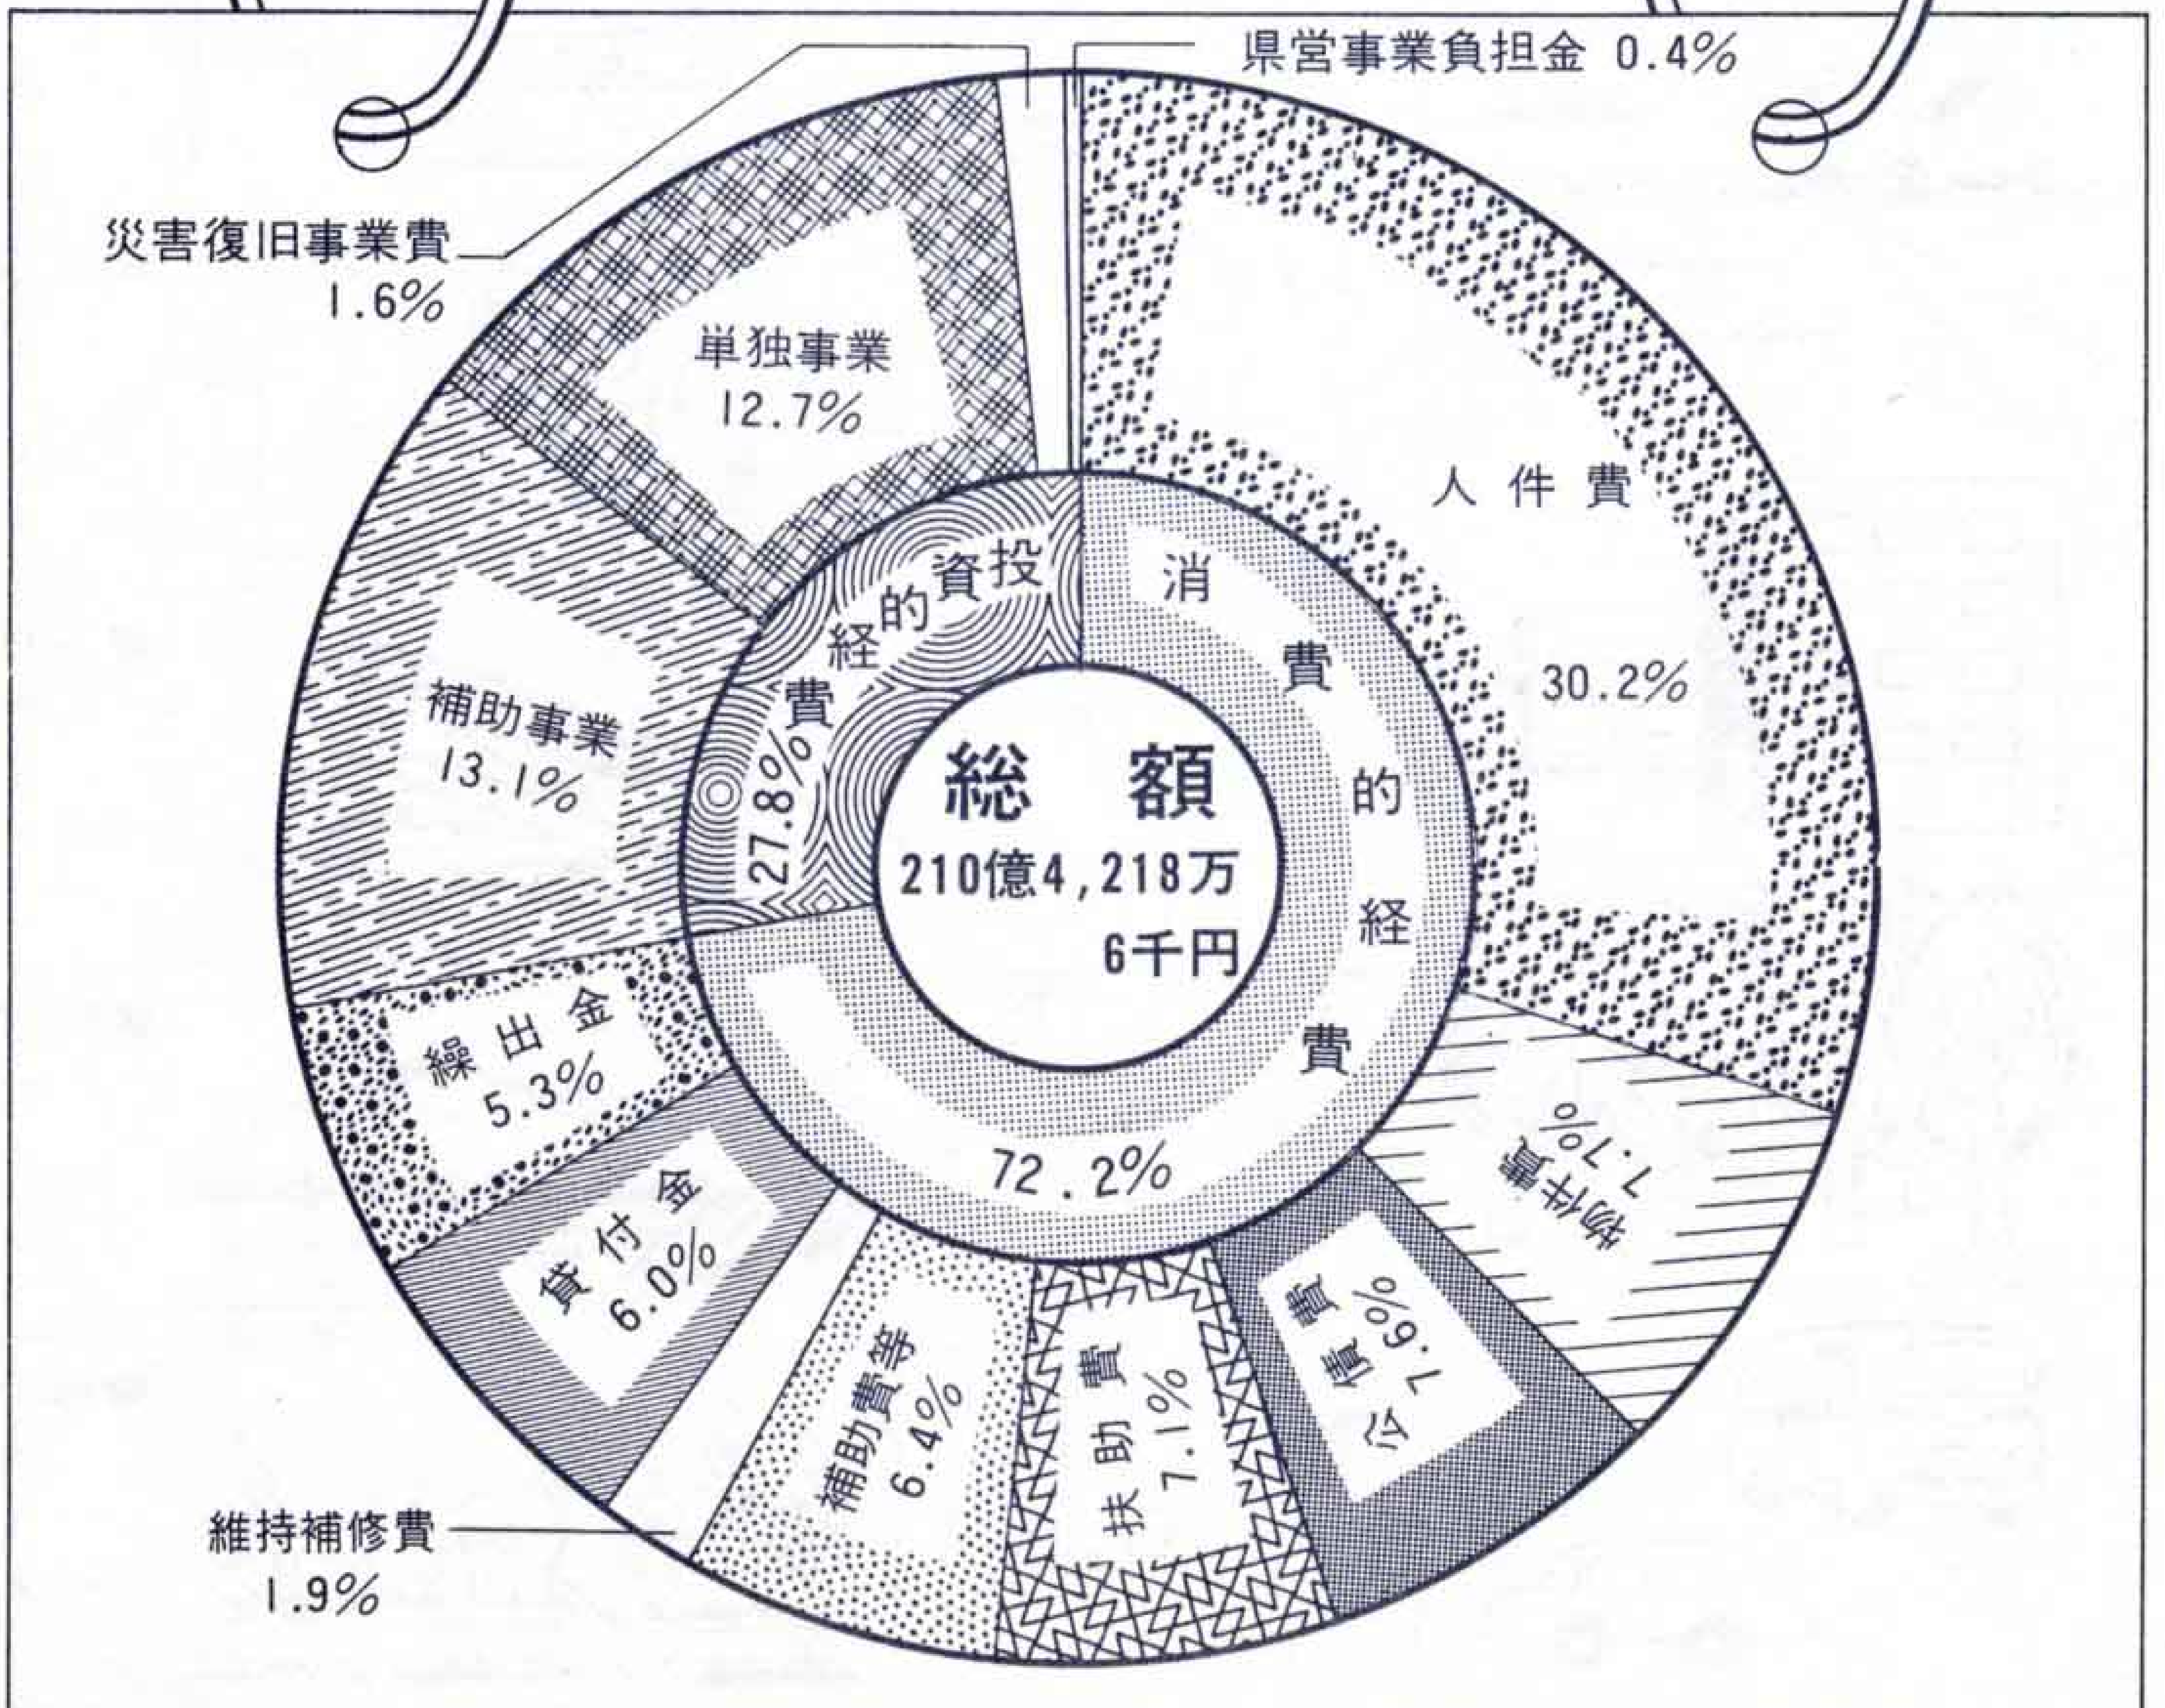 県営事業負担金 0.4%
災害復旧事業費
1.6%
単独事業
12.7%
人件費
30.2%
補助事業
13.1%
投資的経費
27.8%
消費的経費
72.2%
総額
210億4,218万
6千円
繰出金
5.3%
物件費
7.7%
貸付金
6.0%
公債費
7.6%
扶助費
7.1%
補助費等
6.4%
維持補修費
1.9%